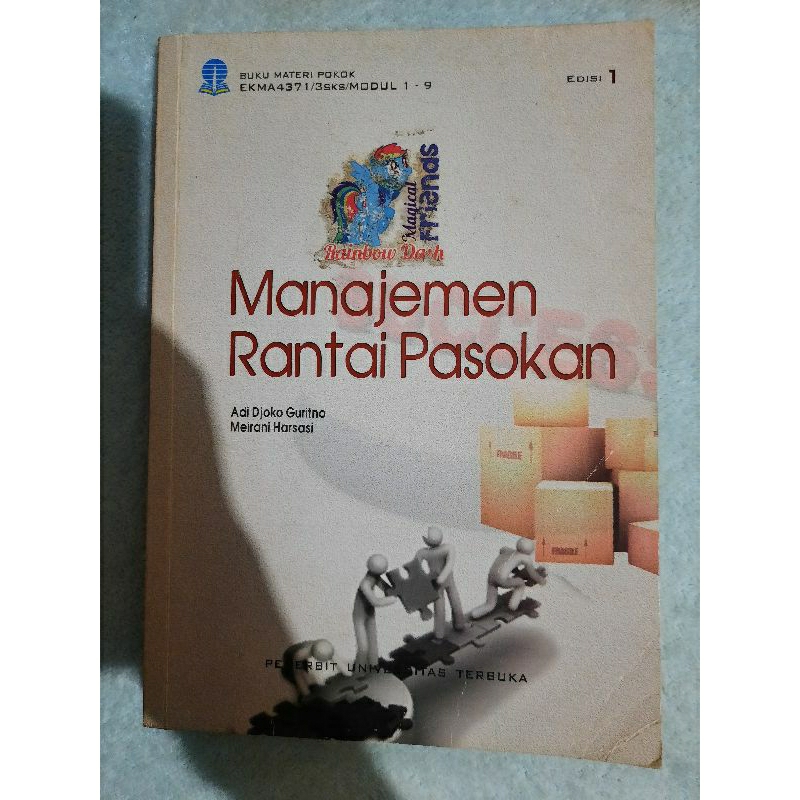 BUKU MATERI POKOK
EKMA4371/3SKS/MODUL 1 - 9
EDISI 1
Magical
Friends
Rainbow Dash
Manajemen
Rantai Pasokan
Adi Djoko Guritno
Meirani Harsasi
FRAGILE
FRAGILE
PENERBIT UNIVERSITAS TERBUKA